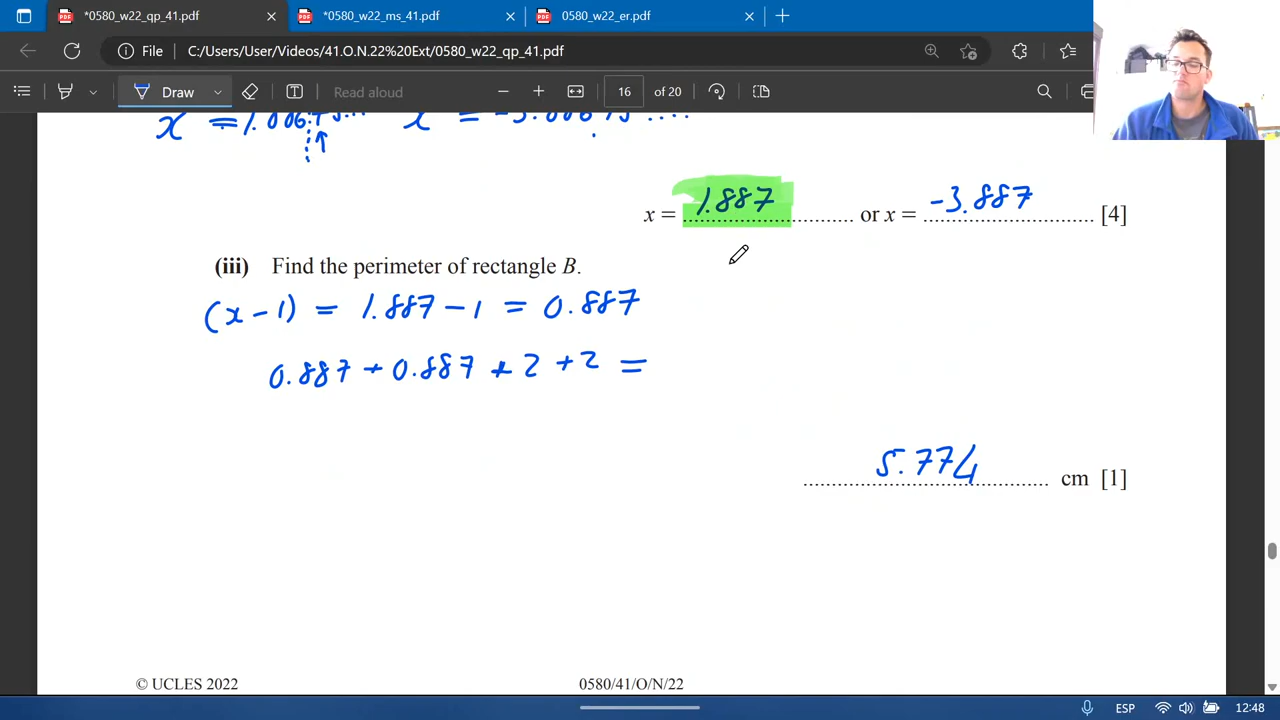 *0580_w22_qp_41.pdf
*0580_w22_ms_41.pdf
0580_w22_er.pdf
File C:/Users/User/Videos/41.O.N.22%20Ext/0580_w22_qp_41.pdf
Draw
Read aloud
16 of 20
x =
x =
x = 1.887 or x = -3.887 [4]
(iii) Find the perimeter of rectangle B.
(x-1) = 1.887 - 1 = 0.887
0.887 + 0.887 + 2 + 2 =
5.774 cm [1]
© UCLES 2022
0580/41/O/N/22
ESP
12:48